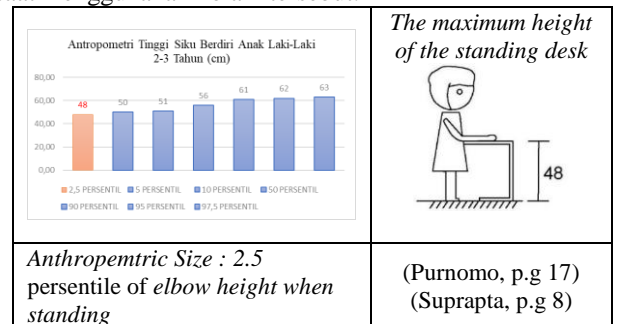 Antropometri Tinggi Siku Berdiri Anak Laki-Laki
2-3 Tahun (cm)
80,00
60,00
40,00
20,00
0,00
48
50
51
56
61
62
63
2,5 PERSENTIL 5 PERSENTIL 10 PERSENTIL 50 PERSENTIL
90 PERSENTIL 95 PERSENTIL 97,5 PERSENTIL
The maximum height
of the standing desk
48
Anthropemtric Size : 2.5
persentile of elbow height when
standing
(Purnomo, p.g 17)
(Suprapta, p.g 8)